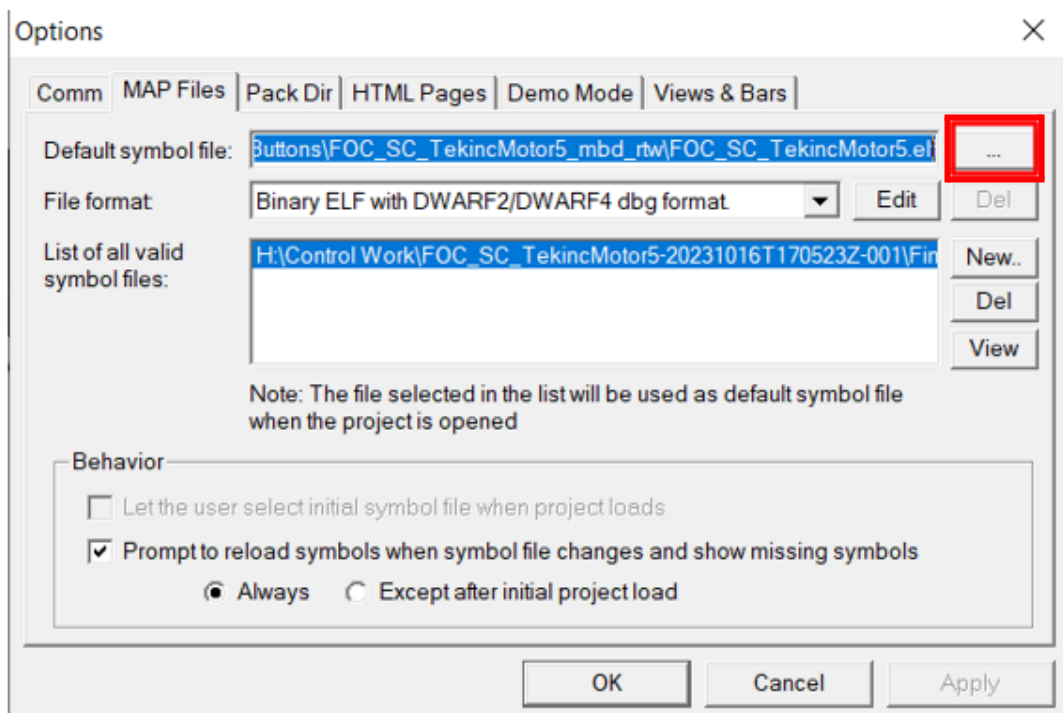 Options
Comm MAP Files Pack Dir HTML Pages Demo Mode Views & Bars
Default symbol file: Buttons\FOC_SC_TekincMotor5_mbd_rtw\FOC_SC_TekincMotor5.el ...
File format: Binary ELF with DWARF2/DWARF4 dbg format. Edit Del
List of all valid H:\Control Work\FOC_SC_TekincMotor5-20231016T170523Z-001\Fin New..
symbol files:
Del
View
Note: The file selected in the list will be used as default symbol file
when the project is opened
Behavior
Let the user select initial symbol file when project loads
Prompt to reload symbols when symbol file changes and show missing symbols
Always Except after initial project load
OK Cancel Apply